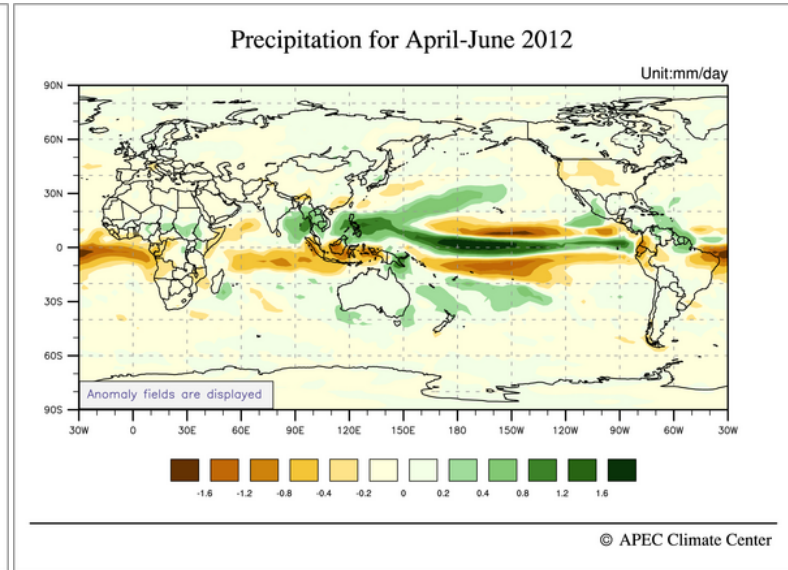 Precipitation for April-June 2012
Unit:mm/day
90N
60N
30N
0
30S
60S
90S
Anomaly fields are displayed
30W 0 30E 60E 90E 120E 150E 180 150W 120W 90W 60W 30W
-1.6 -1.2 -0.8 -0.4 -0.2 0 0.2 0.4 0.8 1.2 1.6
© APEC Climate Center